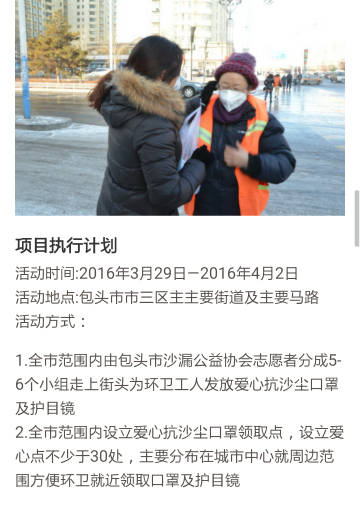 项目执行计划
活动时间:2016年3月29日—2016年4月2日
活动地点:包头市市三区主主要街道及主要马路
活动方式：
1.全市范围内由包头市沙漏公益协会志愿者分成5-
6个小组走上街头为环卫工人发放爱心抗沙尘口罩
及护目镜
2.全市范围内设立爱心抗沙尘口罩领取点，设立爱
心点不少于30处，主要分布在城市中心就周边范
围方便环卫就近领取口罩及护目镜